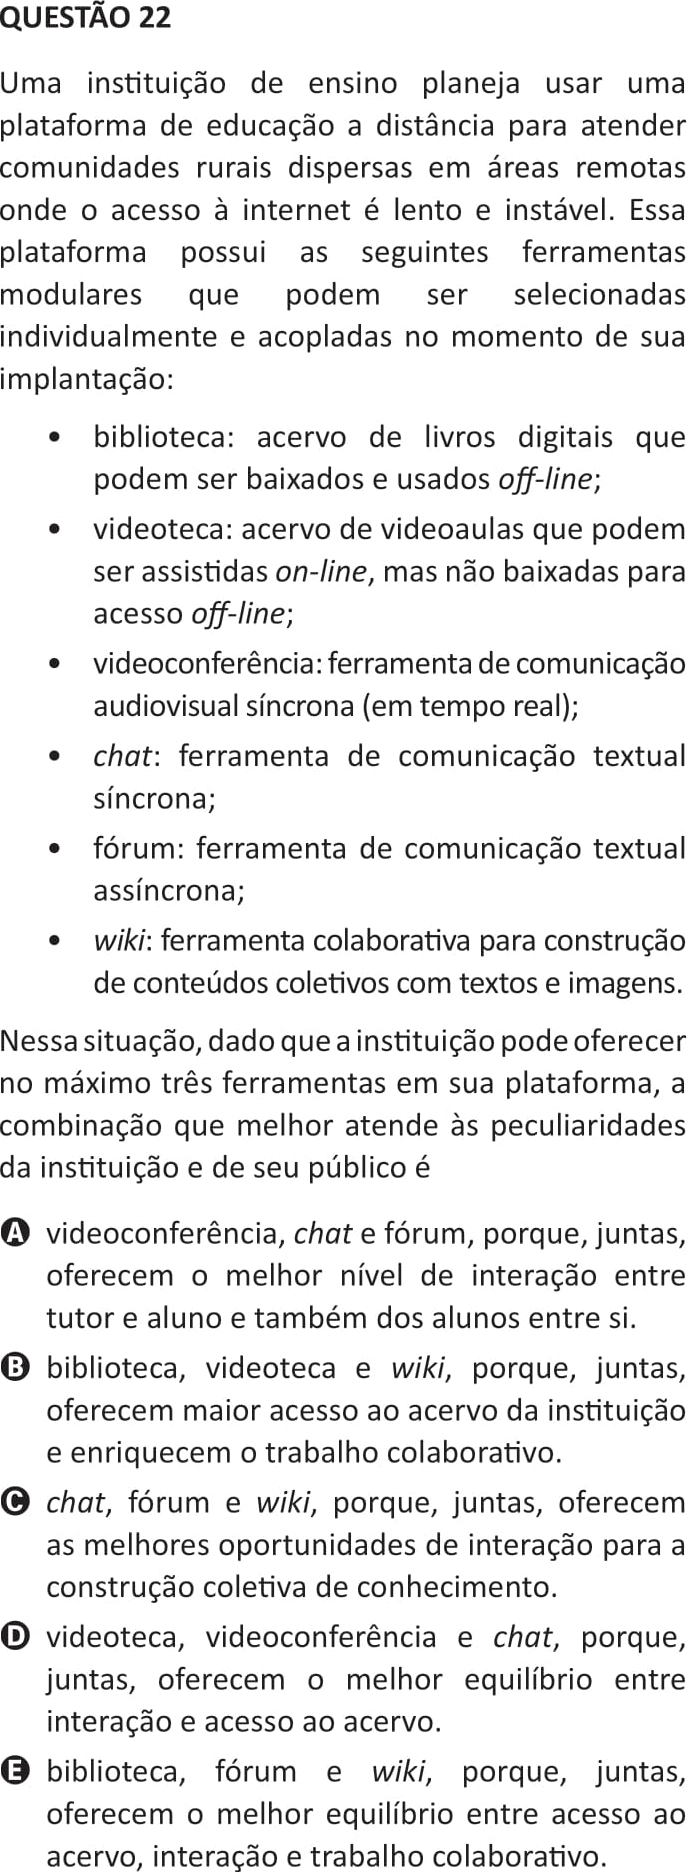 QUESTÃO 22
Uma instituição de ensino planeja usar uma
plataforma de educação a distância para atender
comunidades rurais dispersas em áreas remotas
onde o acesso à internet é lento e instável. Essa
plataforma possui as seguintes ferramentas
modulares que podem ser selecionadas
individualmente e acopladas no momento de sua
implantação:
• biblioteca: acervo de livros digitais que
podem ser baixados e usados off-line;
• videoteca: acervo de videoaulas que podem
ser assistidas on-line, mas não baixadas para
acesso off-line;
• videoconferência: ferramenta de comunicação
audiovisual síncrona (em tempo real);
• chat: ferramenta de comunicação textual
síncrona;
• fórum: ferramenta de comunicação textual
assíncrona;
• wiki: ferramenta colaborativa para construção
de conteúdos coletivos com textos e imagens.
Nessa situação, dado que a instituição pode oferecer
no máximo três ferramentas em sua plataforma, a
combinação que melhor atende às peculiaridades
da instituição e de seu público é
A videoconferência, chat e fórum, porque, juntas,
oferecem o melhor nível de interação entre
tutor e aluno e também dos alunos entre si.
B biblioteca, videoteca e wiki, porque, juntas,
oferecem maior acesso ao acervo da instituição
e enriquecem o trabalho colaborativo.
C chat, fórum e wiki, porque, juntas, oferecem
as melhores oportunidades de interação para a
construção coletiva de conhecimento.
D videoteca, videoconferência e chat, porque,
juntas, oferecem o melhor equilíbrio entre
interação e acesso ao acervo.
E biblioteca, fórum e wiki, porque, juntas,
oferecem o melhor equilíbrio entre acesso ao
acervo, interação e trabalho colaborativo.